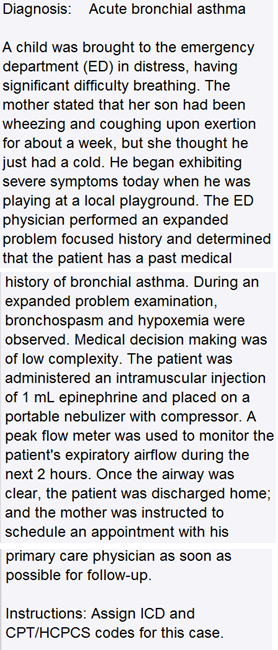 Diagnosis: Acute bronchial asthma
A child was brought to the emergency
department (ED) in distress, having
significant difficulty breathing. The
mother stated that her son had been
wheezing and coughing upon exertion
for about a week, but she thought he
just had a cold. He began exhibiting
severe symptoms today when he was
playing at a local playground. The ED
physician performed an expanded
problem focused history and determined
that the patient has a past medical
history of bronchial asthma. During an
expanded problem examination,
bronchospasm and hypoxemia were
observed. Medical decision making was
of low complexity. The patient was
administered an intramuscular injection
of 1 mL epinephrine and placed on a
portable nebulizer with compressor. A
peak flow meter was used to monitor the
patient's expiratory airflow during the
next 2 hours. Once the airway was
clear, the patient was discharged home;
and the mother was instructed to
schedule an appointment with his
primary care physician as soon as
possible for follow-up.
Instructions: Assign ICD and
CPT/HCPCS codes for this case.